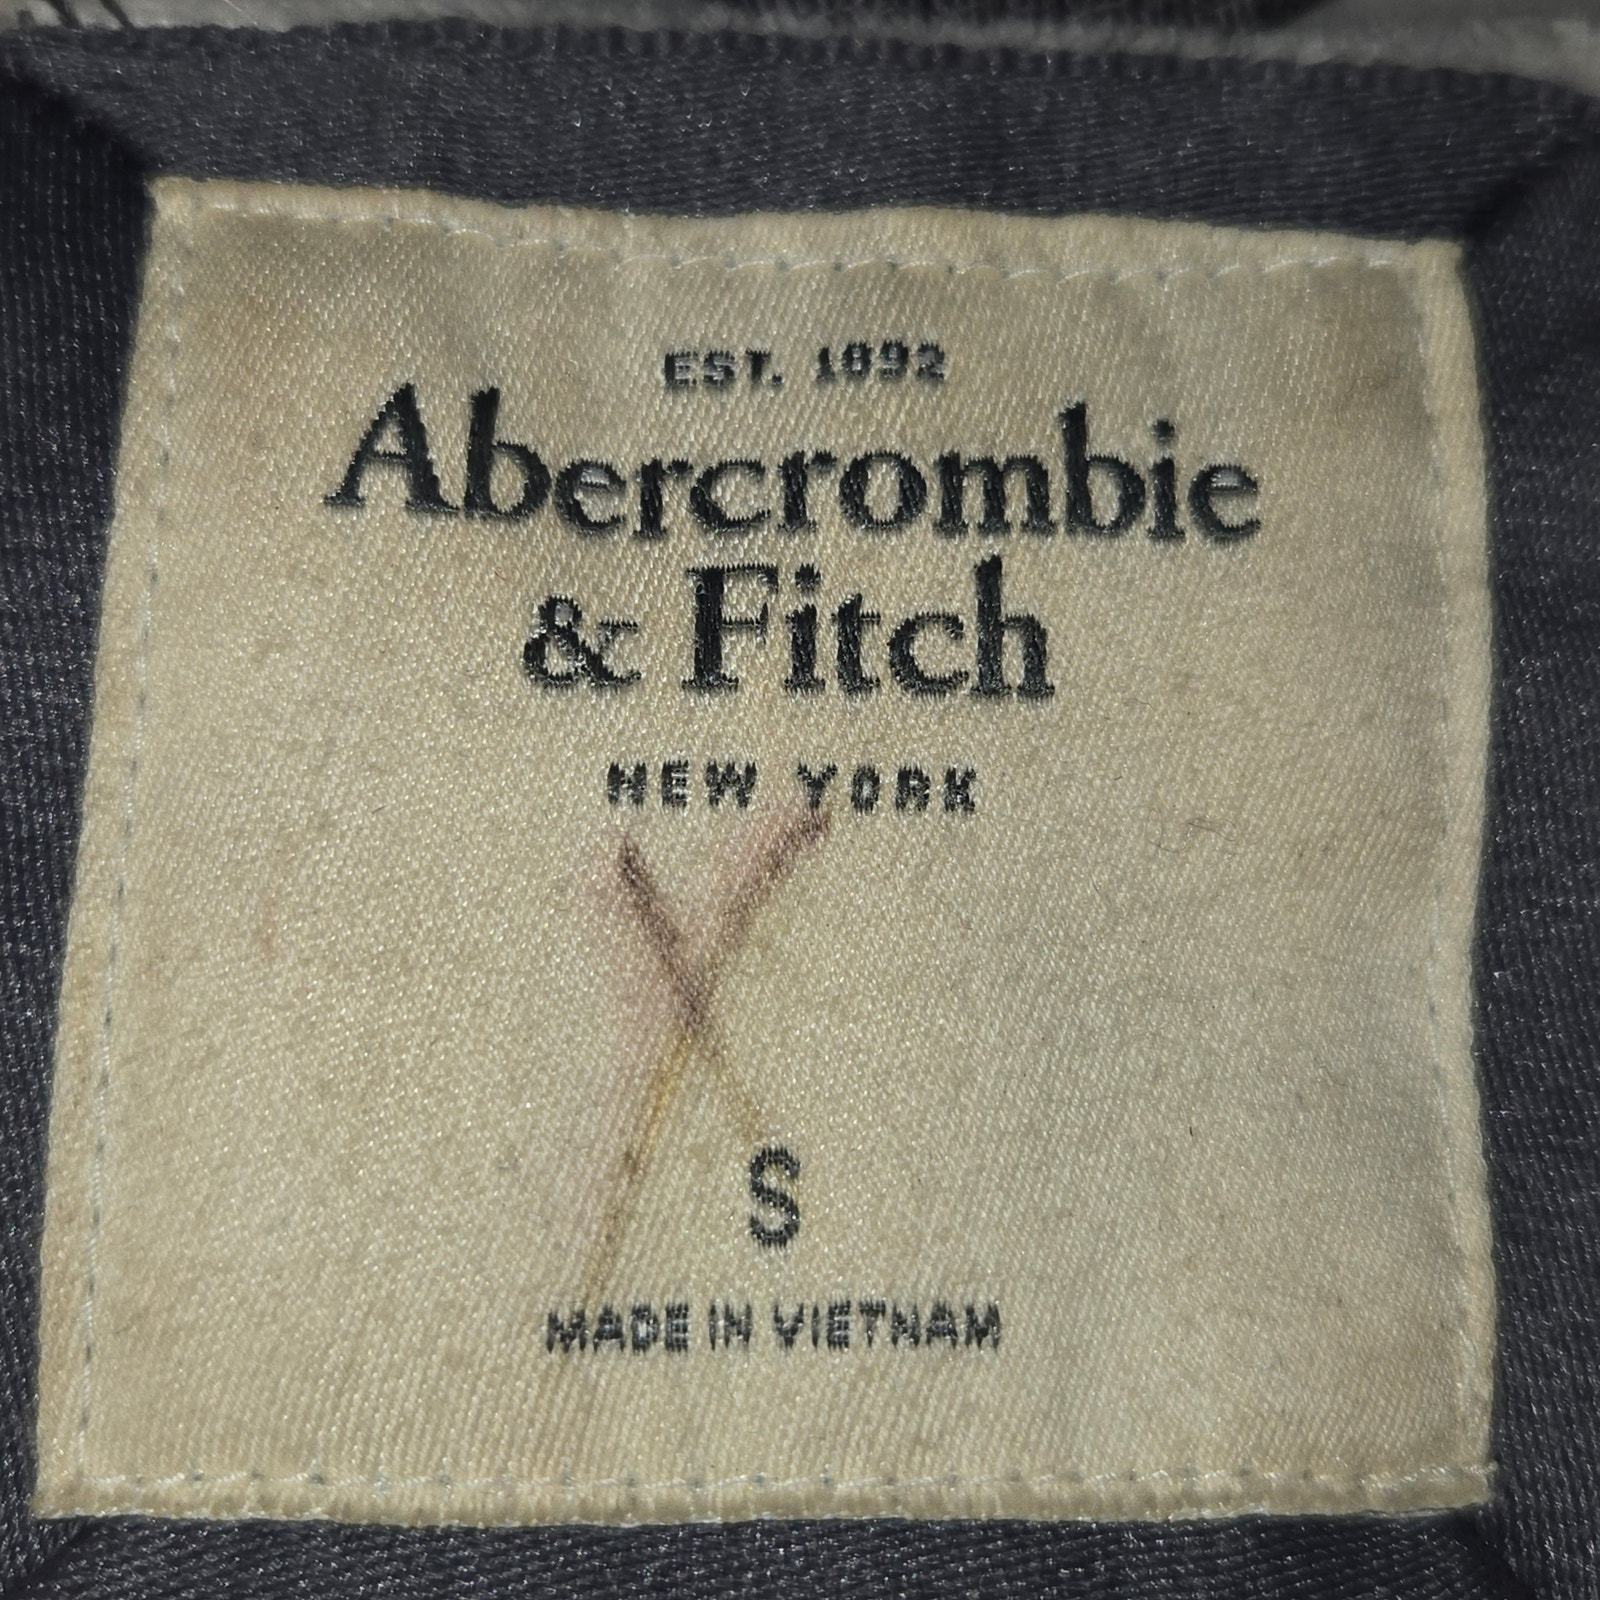 EST. 1892
Abercrombie
& Fitch
NEW YORK
S
MADE IN VIETNAM